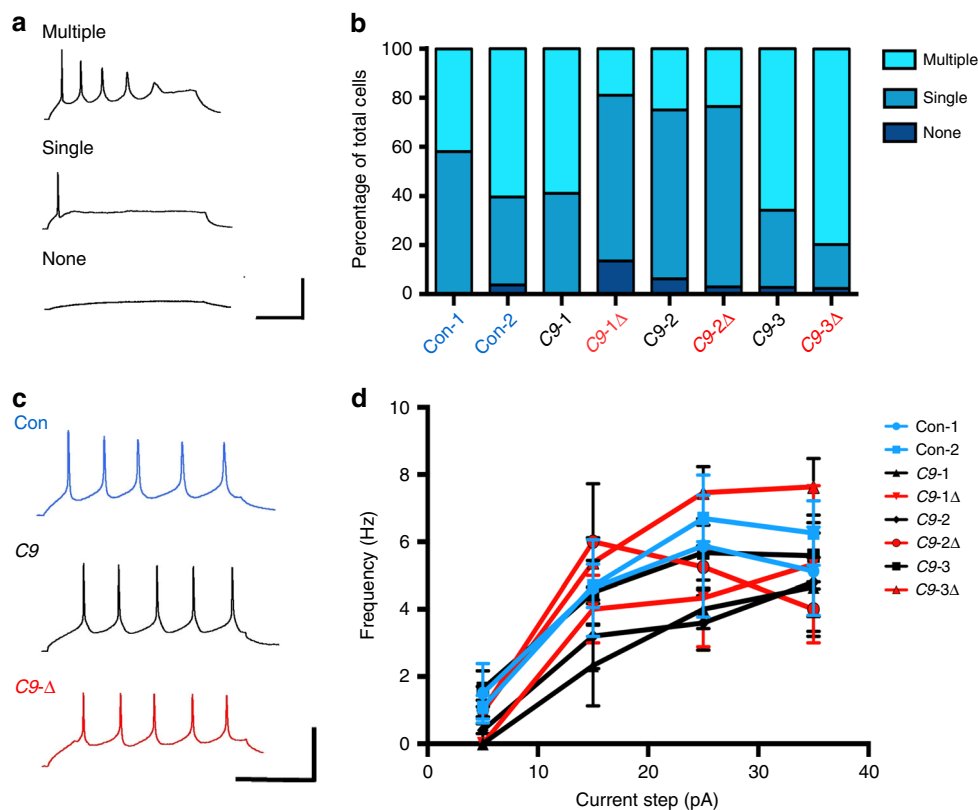 a
Multiple
Single
None
b
Percentage of total cells
100
80
60
40
20
0
Con-1
Con-2
C9-1
C9-1Δ
C9-2
C9-2Δ
C9-3
C9-3Δ
Multiple
Single
None
c
Con
C9
C9-Δ
d
Frequency (Hz)
10
8
6
4
2
0
0 10 20 30 40
Current step (pA)
Con-1
Con-2
C9-1
C9-1Δ
C9-2
C9-2Δ
C9-3
C9-3Δ